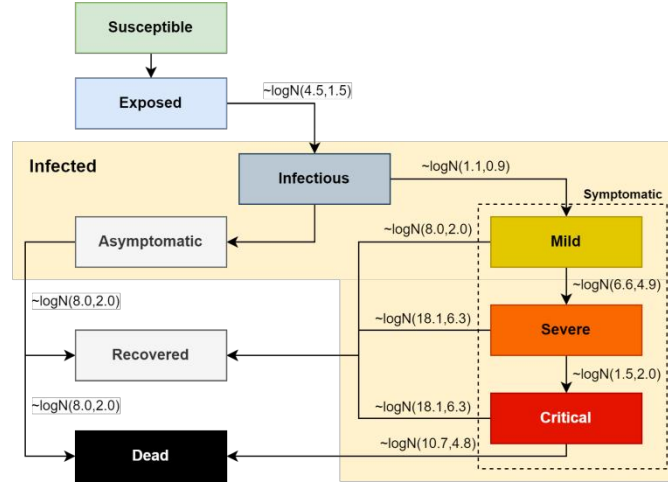 Susceptible
Exposed
~logN(4.5,1.5)
Infected
Infectious
~logN(1.1,0.9)
Symptomatic
Asymptomatic
~logN(8.0,2.0)
Mild
~logN(6.6,4.9)
~logN(8.0,2.0)
~logN(18.1,6.3)
Severe
Recovered
~logN(1.5,2.0)
~logN(8.0,2.0)
~logN(18.1,6.3)
Critical
~logN(10.7,4.8)
Dead